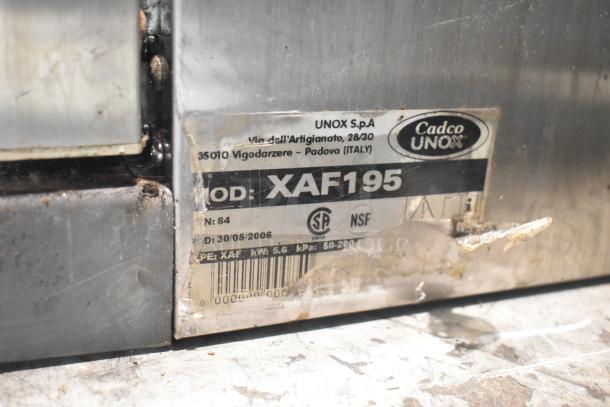 UNOX S.p.A
Via dell'Artigianato, 28/30
35010 Vigodarzere - Padova (ITALY)
Cadco
UNOX
OD: XAF195
N: 84
D: 30/05/2006
NSF
PE: XAF kW: 5.6 kPa: 50-200